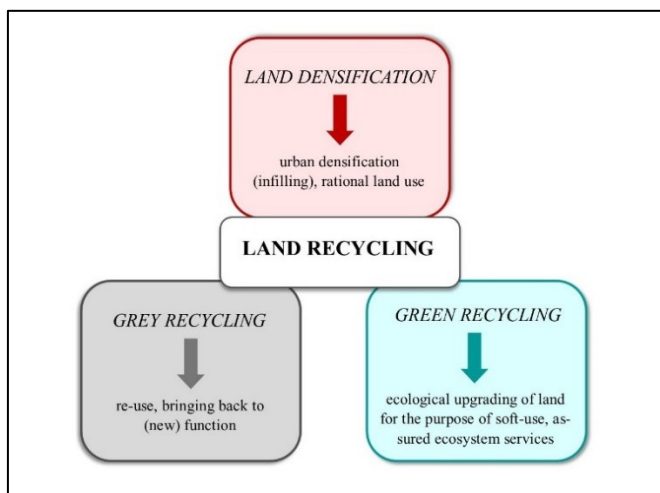 LAND DENSIFICATION
urban densification
(infilling), rational land use
LAND RECYCLING
GREY RECYCLING
re-use, bringing back to
(new) function
GREEN RECYCLING
ecological upgrading of land
for the purpose of soft-use, as-
sured ecosystem services